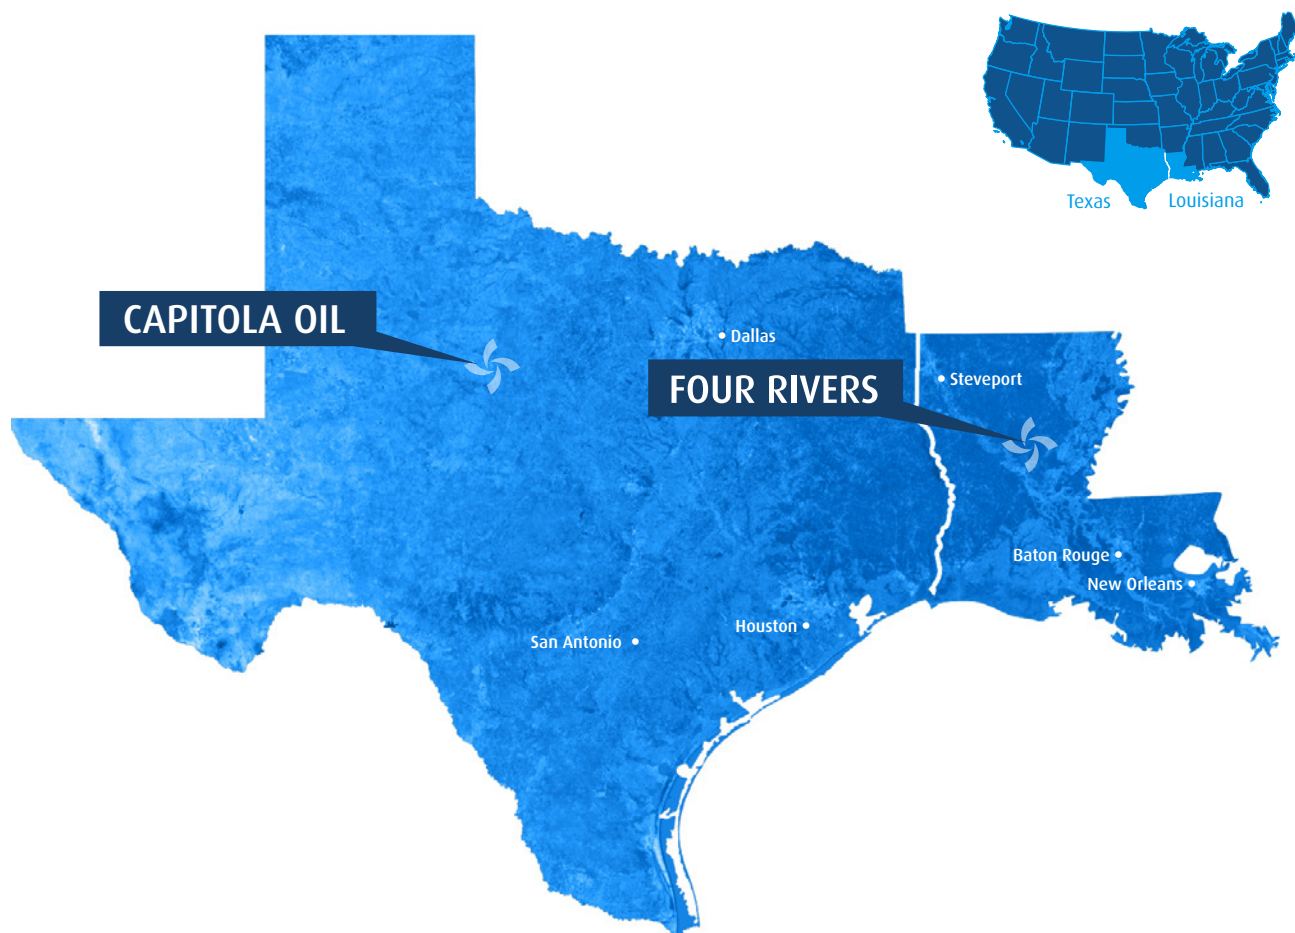 Texas
Louisiana
CAPITOLA OIL
Dallas
FOUR RIVERS
Steveport
Baton Rouge
New Orleans
Houston
San Antonio